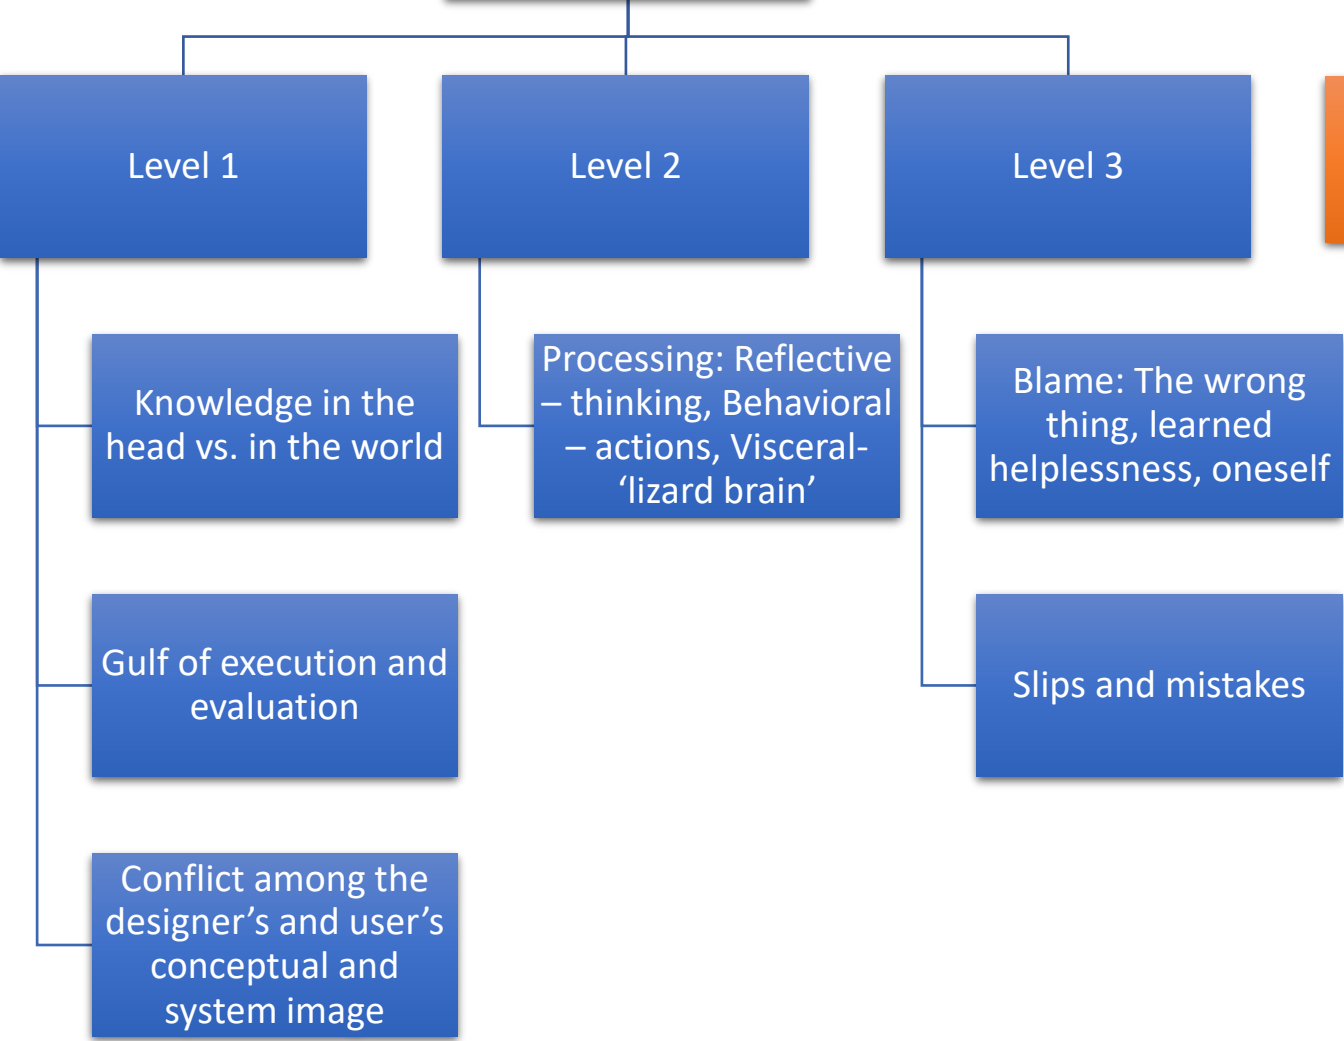 Level 1
Level 2
Level 3
Knowledge in the
head vs. in the world
Processing: Reflective
– thinking, Behavioral
– actions, Visceral-
‘lizard brain’
Blame: The wrong
thing, learned
helplessness, oneself
Gulf of execution and
evaluation
Slips and mistakes
Conflict among the
designer’s and user’s
conceptual and
system image